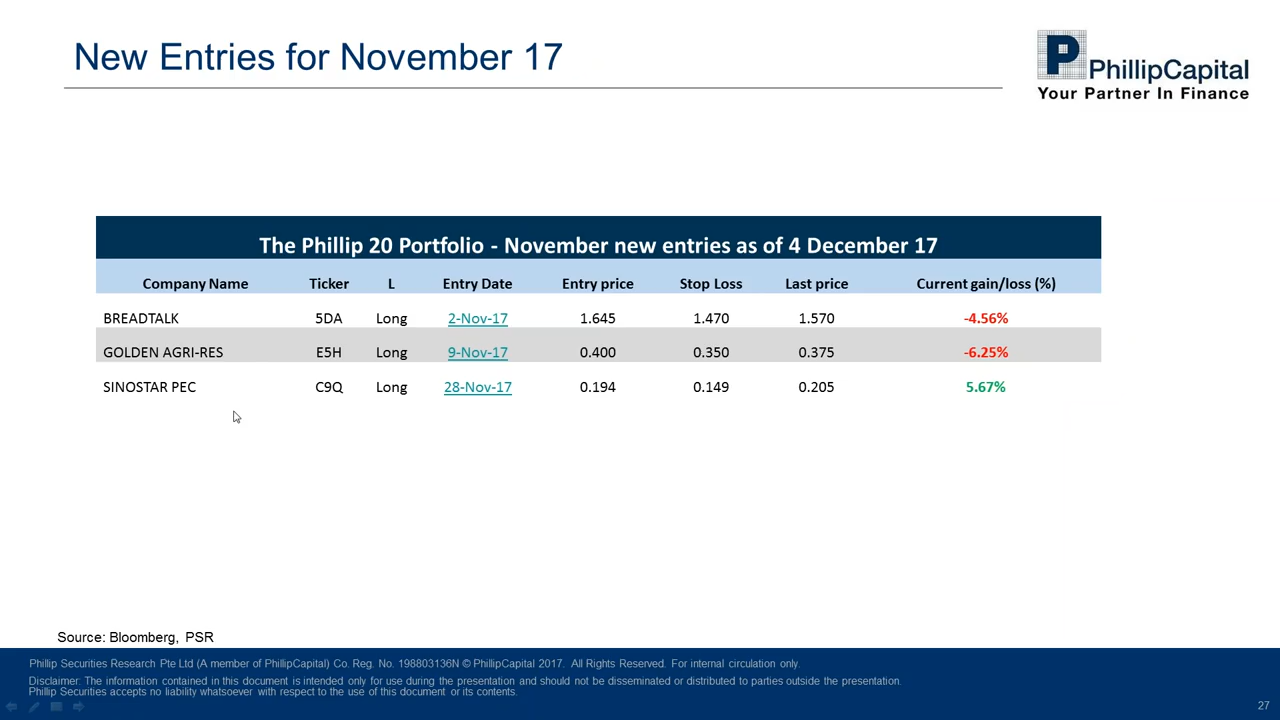 New Entries for November 17
P PhillipCapital
Your Partner In Finance
The Phillip 20 Portfolio - November new entries as of 4 December 17
Company Name Ticker L Entry Date Entry price Stop Loss Last price Current gain/loss (%)
BREADTALK 5DA Long 2-Nov-17 1.645 1.470 1.570 -4.56%
GOLDEN AGRI-RES E5H Long 9-Nov-17 0.400 0.350 0.375 -6.25%
SINOSTAR PEC C9Q Long 28-Nov-17 0.194 0.149 0.205 5.67%
Source: Bloomberg, PSR
Phillip Securities Research Pte Ltd (A member of PhillipCapital) Co. Reg. No. 198803136N © PhillipCapital 2017. All Rights Reserved. For internal circulation only.
Disclaimer: The information contained in this document is intended only for use during the presentation and should not be disseminated or distributed to parties outside the presentation.
Phillip Securities accepts no liability whatsoever with respect to the use of this document or its contents.
27